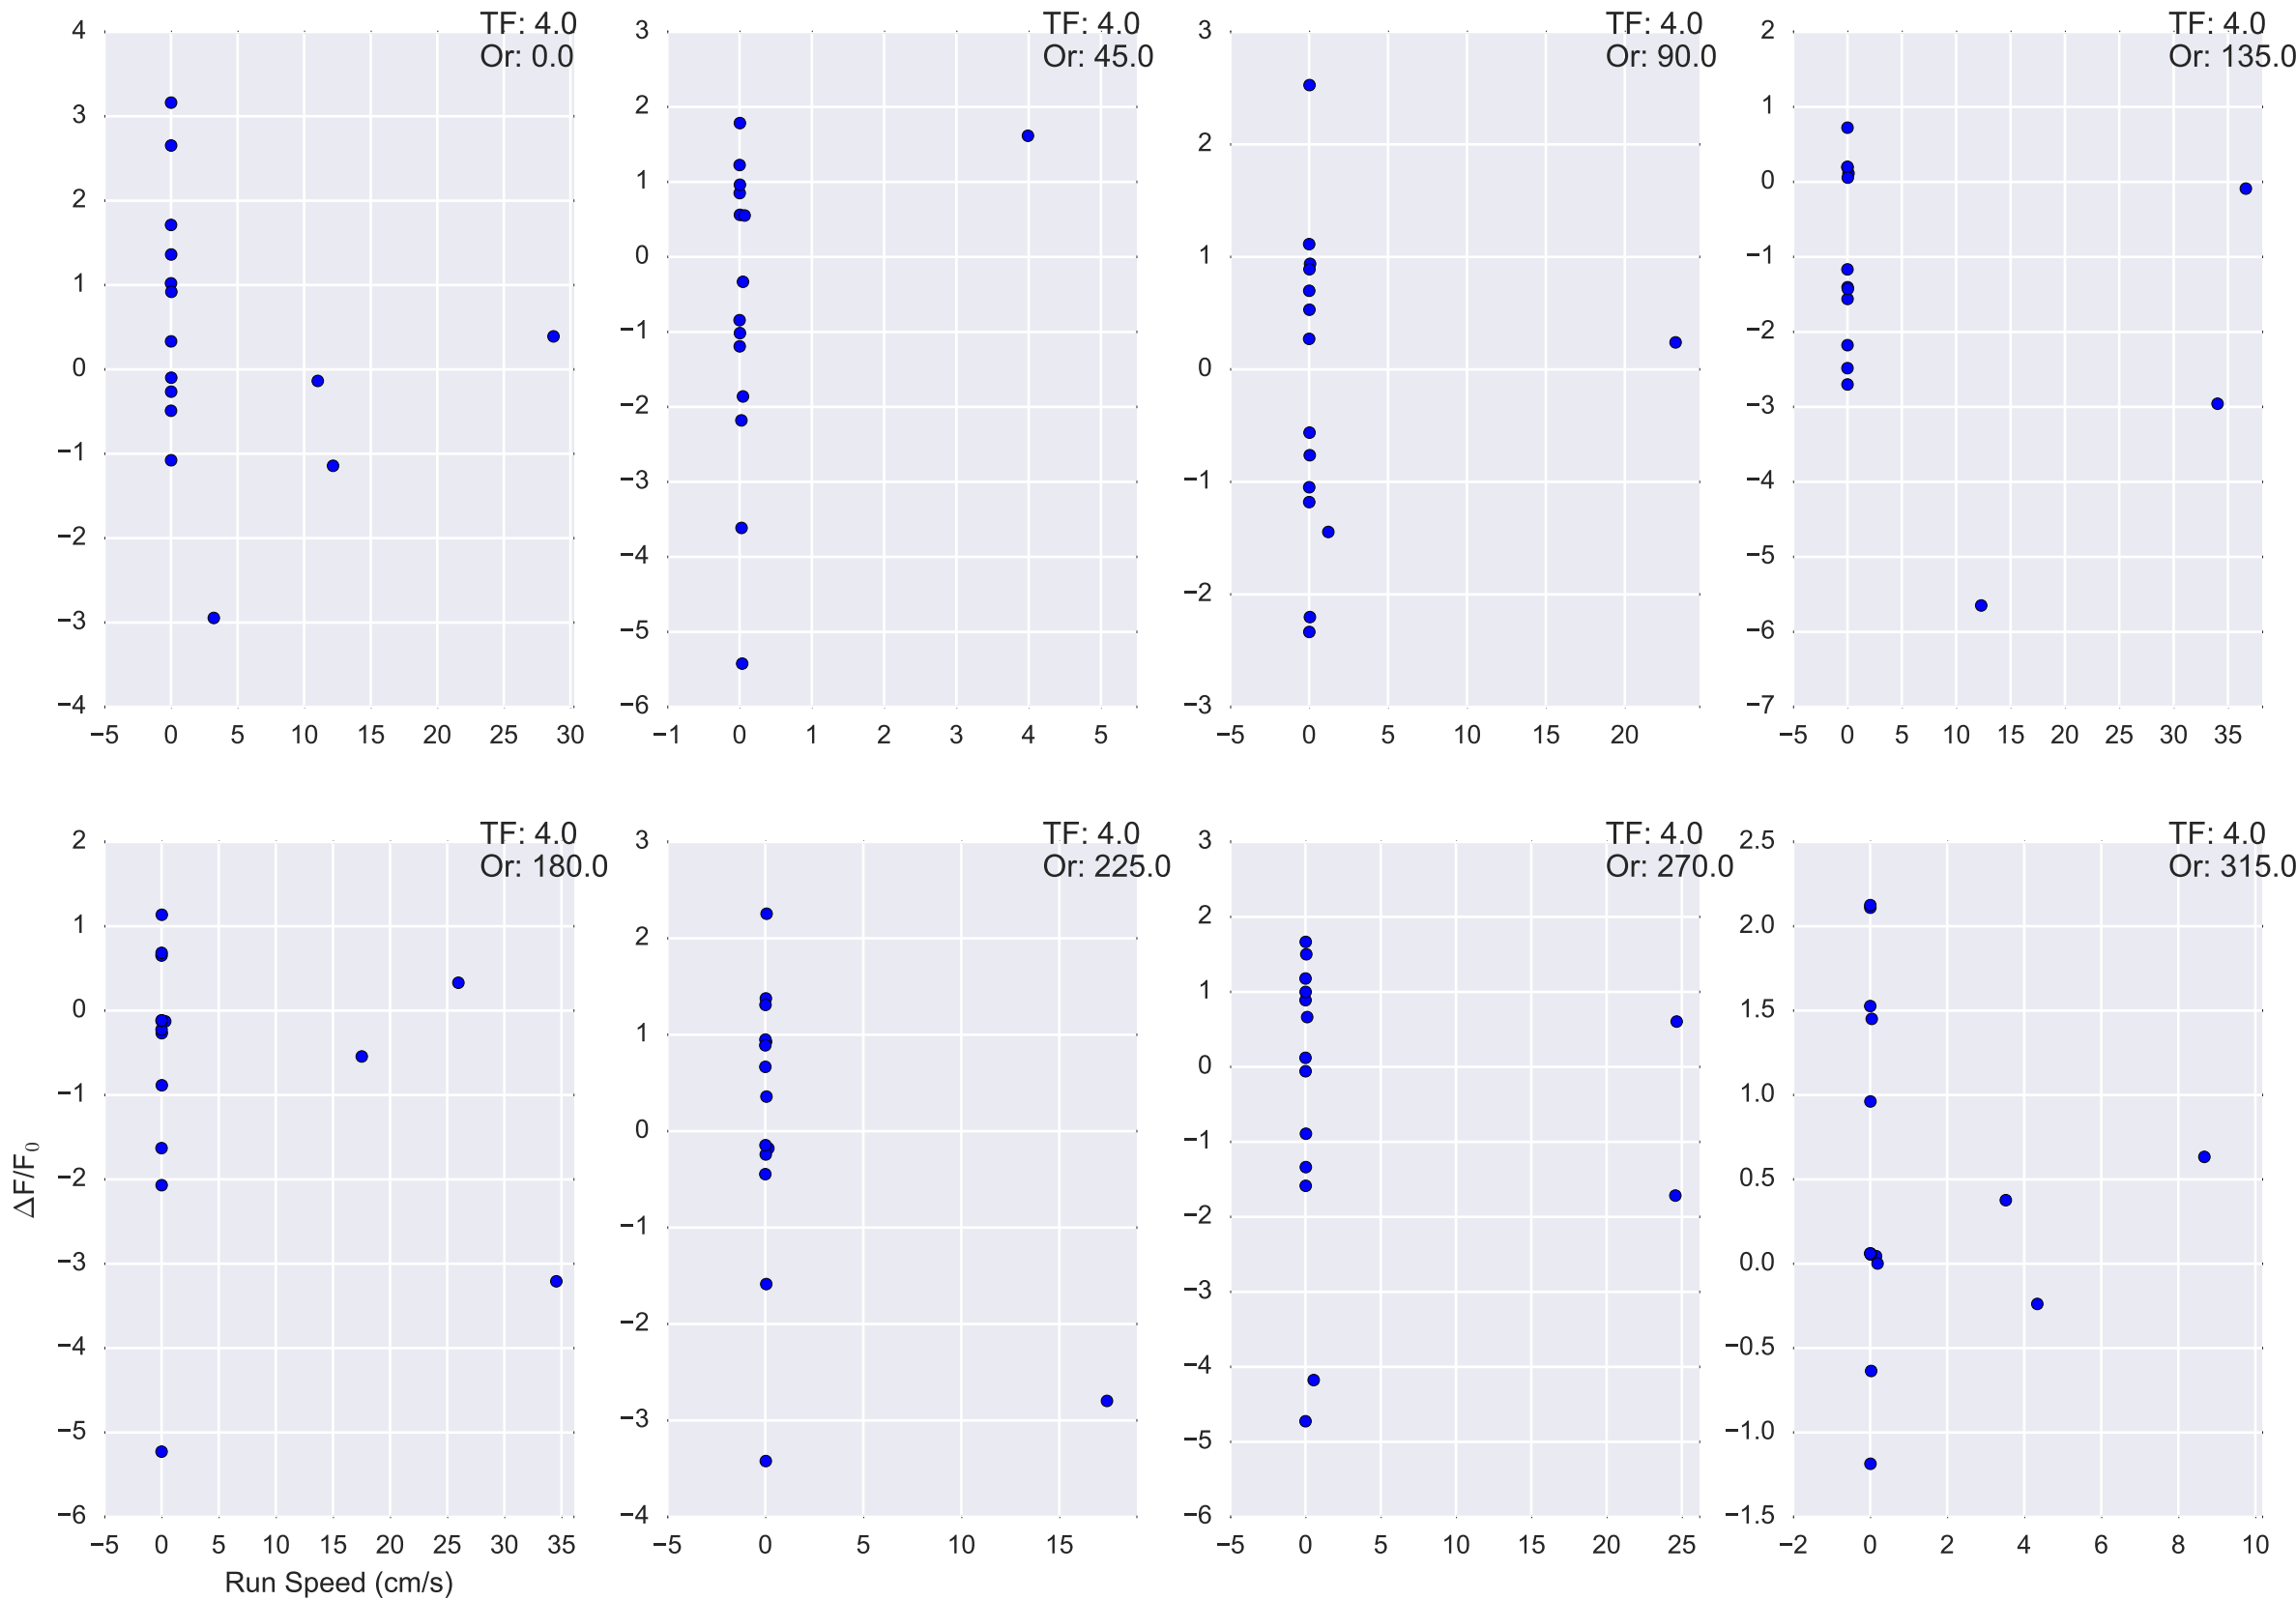 TF: 4.0
Or: 0.0
4
3
2
1
0
−1
−2
−3
−4
−5 0 5 10 15 20 25 30
TF: 4.0
Or: 45.0
3
2
1
0
−1
−2
−3
−4
−5
−6
−1 0 1 2 3 4 5
TF: 4.0
Or: 90.0
3
2
1
0
−1
−2
−3
−5 0 5 10 15 20
TF: 4.0
Or: 135.0
2
1
0
−1
−2
−3
−4
−5
−6
−7
−5 0 5 10 15 20 25 30 35
TF: 4.0
Or: 180.0
2
1
0
−1
−2
−3
−4
−5
−6
−5 0 5 10 15 20 25 30 35
ΔF/F₀
Run Speed (cm/s)
TF: 4.0
Or: 225.0
3
2
1
0
−1
−2
−3
−4
−5 0 5 10 15
TF: 4.0
Or: 270.0
3
2
1
0
−1
−2
−3
−4
−5
−6
−5 0 5 10 15 20 25
TF: 4.0
Or: 315.0
2.5
2.0
1.5
1.0
0.5
0.0
−0.5
−1.0
−1.5
−2 0 2 4 6 8 10